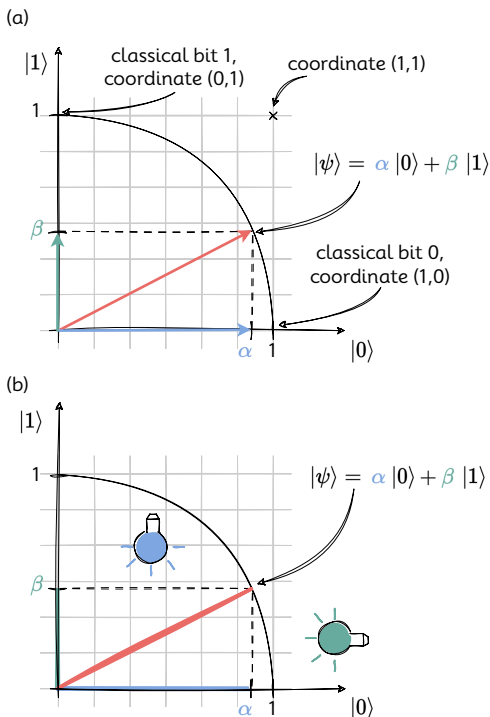 (a)
classical bit 1,
coordinate (0,1)
coordinate (1,1)
|1⟩
1
|ψ⟩ = α |0⟩ + β |1⟩
β
classical bit 0,
coordinate (1,0)
α
1
|0⟩
(b)
|1⟩
1
|ψ⟩ = α |0⟩ + β |1⟩
β
α
1
|0⟩